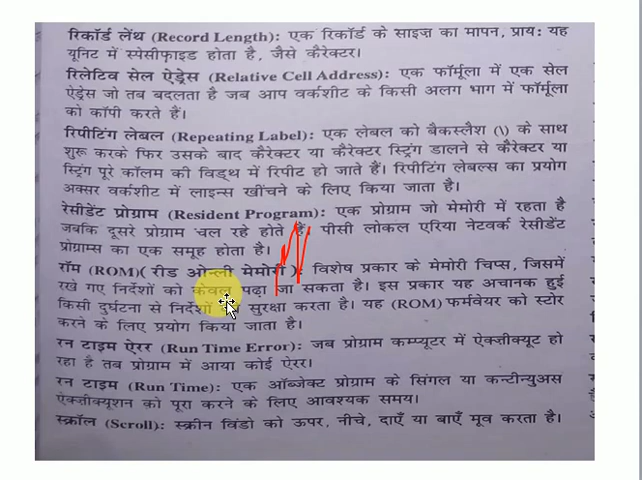 रिकॉर्ड लेंथ (Record Length): एक रिकॉर्ड के साइज़ का मापन, प्राय: यह
यूनिट में स्पेसीफ़ाइड होता है, जैसे कैरेक्टर।
रिलेटिव सेल ऐड्रेस (Relative Cell Address): एक फॉर्मूला में एक सेल
ऐड्रेस जो तब बदलता है जब आप वर्कशीट के किसी अलग भाग में फॉर्मूला
को कॉपी करते हैं।
रिपीटिंग लेबल (Repeating Label): एक लेबल को बैकस्लैश (\) के साथ
शुरू करके फिर उसके बाद कैरेक्टर या कैरेक्टर स्ट्रिंग डालने से कैरेक्टर या
स्ट्रिंग पूरे कॉलम की विड्थ में रिपीट हो जाते हैं। रिपीटिंग लेबल्स का प्रयोग
अक्सर वर्कशीट में लाइन्स खींचने के लिए किया जाता है।
रेसीडेंट प्रोग्राम (Resident Program): एक प्रोग्राम जो मेमोरी में रहता है
जबकि दूसरे प्रोग्राम चल रहे होते हैं। पीसी लोकल एरिया नेटवर्क रेसीडेंट
प्रोग्राम्स का एक समूह होता है।
रॉम (ROM)(रीड ओन्ली मेमोरी): विशेष प्रकार के मेमोरी चिप्स, जिसमें
रखे गए निर्देशों को केवल पढ़ा जा सकता है। इस प्रकार यह अचानक हुई
किसी दुर्घटना से निर्देशों सुरक्षा करता है। यह (ROM) फर्मवेयर को स्टोर
करने के लिए प्रयोग किया जाता है।
रन टाइम ऐरर (Run Time Error): जब प्रोग्राम कम्प्यूटर में ऐक्ज़ीक्यूट हो
रहा है तब प्रोग्राम में आया कोई ऐरर।
रन टाइम (Run Time): एक ऑब्जेक्ट प्रोग्राम के सिंगल या कन्टीन्युअस
ऐक्ज़ीक्यूशन को पूरा करने के लिए आवश्यक समय।
स्क्रॉल (Scroll): स्क्रीन विंडो को ऊपर, नीचे, दाएँ या बाएँ मूव करता है।